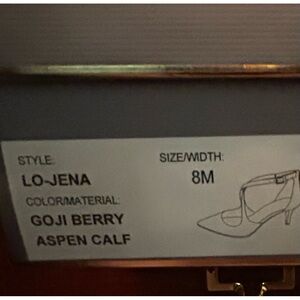 STYLE: SIZE/WIDTH:
LO-JENA 8M
COLOR/MATERIAL:
GOJI BERRY
ASPEN CALF